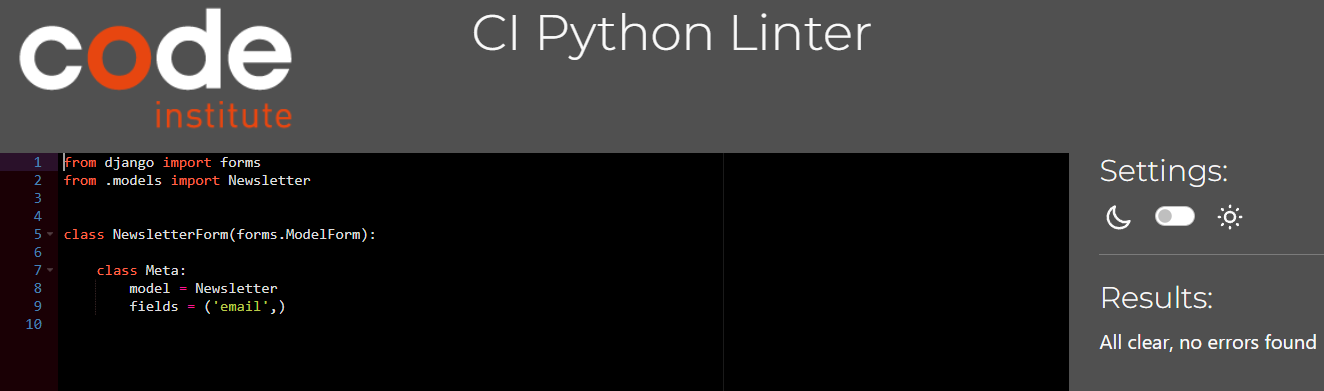 code
institute
CI Python Linter
1 from django import forms
2 from .models import Newsletter
3
4
5 class NewsletterForm(forms.ModelForm):
6
7     class Meta:
8         model = Newsletter
9         fields = ('email',)
10
Settings:
Results:
All clear, no errors found